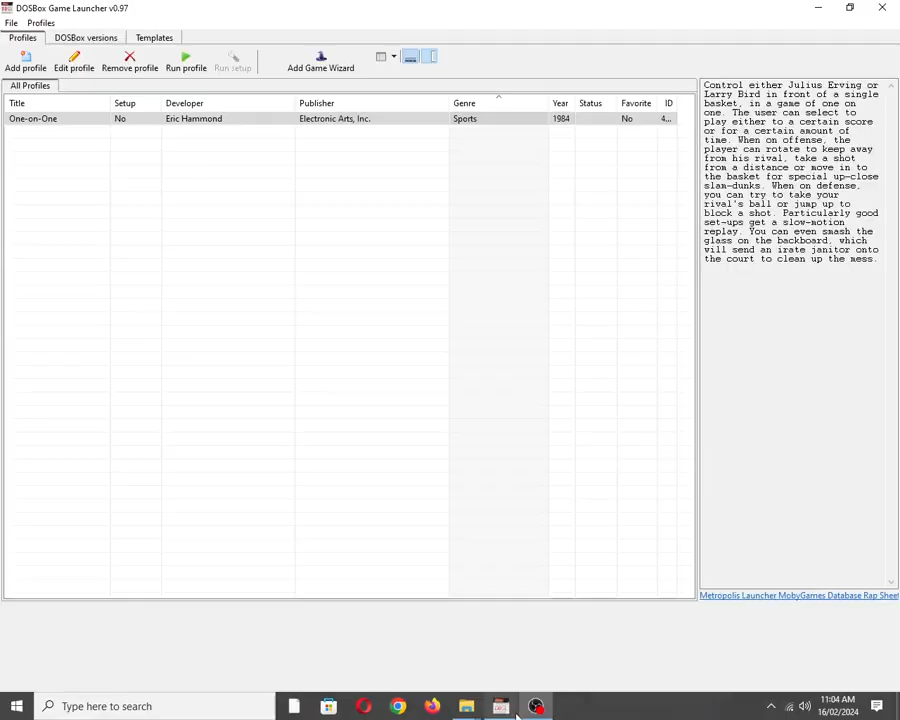 DOSBox Game Launcher v0.97
File Profiles
Profiles DOSBox versions Templates
Add profile Edit profile Remove profile Run profile Run setup Add Game Wizard
All Profiles
Title Setup Developer Publisher Genre Year Status Favorite ID
One-on-One No Eric Hammond Electronic Arts, Inc. Sports 1984 No 4...
Control either Julius Erving or
Larry Bird in front of a single
basket, in a game of one on
one. The user can select to
play either to a certain score
or for a certain amount of
time. When on offense, the
player can rotate to keep away
from his rival, take a shot
from a distance or move in to
the basket for special up-close
slam-dunks. When on defense,
you can try to take your
rival's ball or jump up to
block a shot. Particularly good
set-ups get a slow-motion
replay. You can even smash the
glass on the backboard, which
will send an irate janitor onto
the court to clean up the mess.
Metropolis Launcher MobyGames Database Rap Sheet
Type here to search
11:04 AM
16/02/2024